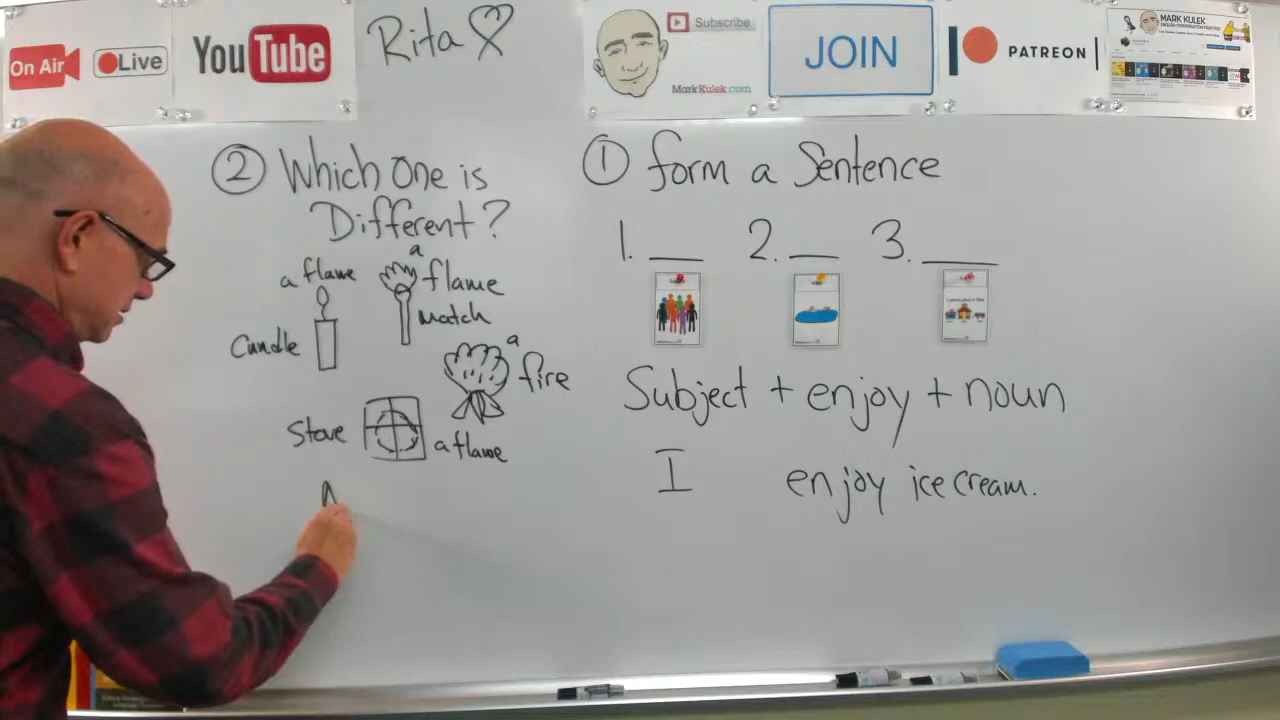 On Air
Live
YouTube
Rita
Subscribe
MarkKulek.com
JOIN
PATREON
MARK KULEK
② Which One is
Different?
a flame
a
flame
Match
Candle
a
fire
Stove
a flame
① form a Sentence
1. __ 2. __ 3. ___
Subject + enjoy + noun
I enjoy ice cream.